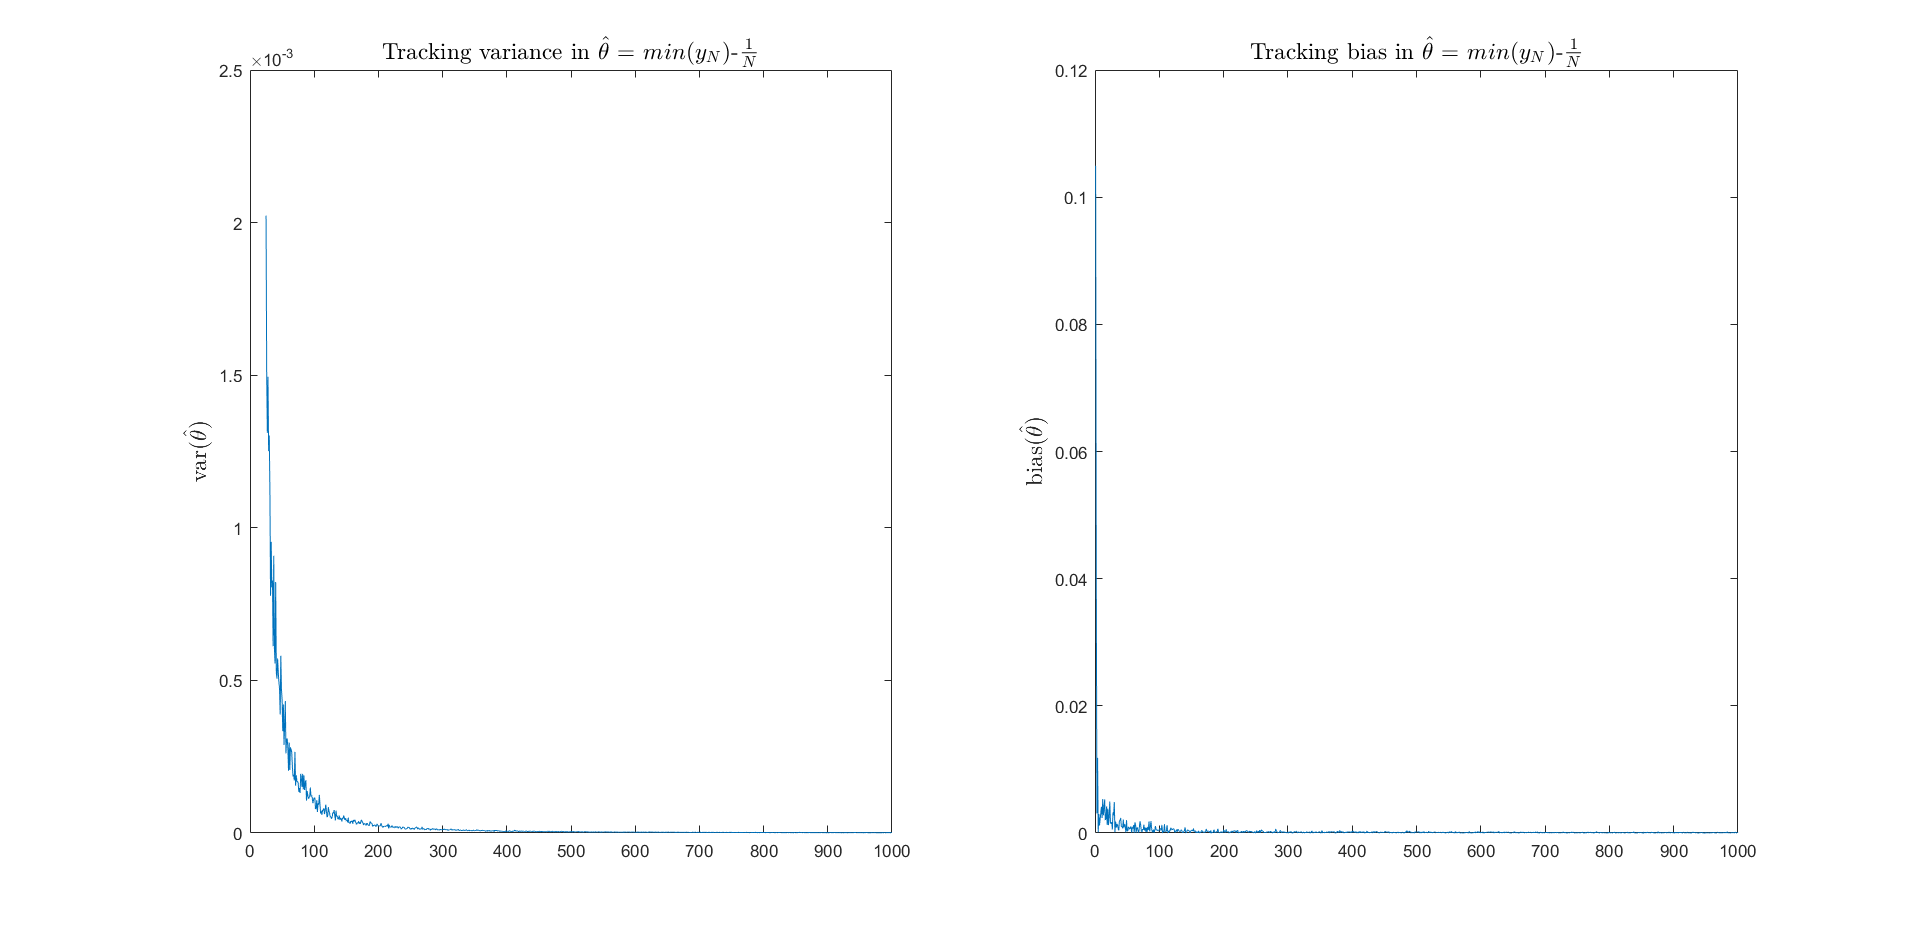 Tracking variance in θ̂ = min(y_N)-1/N
×10^-3
2.5
2
1.5
1
0.5
0
var(θ̂)
0 100 200 300 400 500 600 700 800 900 1000
Tracking bias in θ̂ = min(y_N)-1/N
0.12
0.1
0.08
0.06
0.04
0.02
0
bias(θ̂)
0 100 200 300 400 500 600 700 800 900 1000